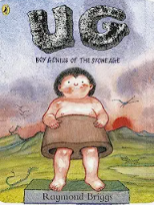 UG
BOY GENIUS OF THE STONE AGE
Raymond Briggs